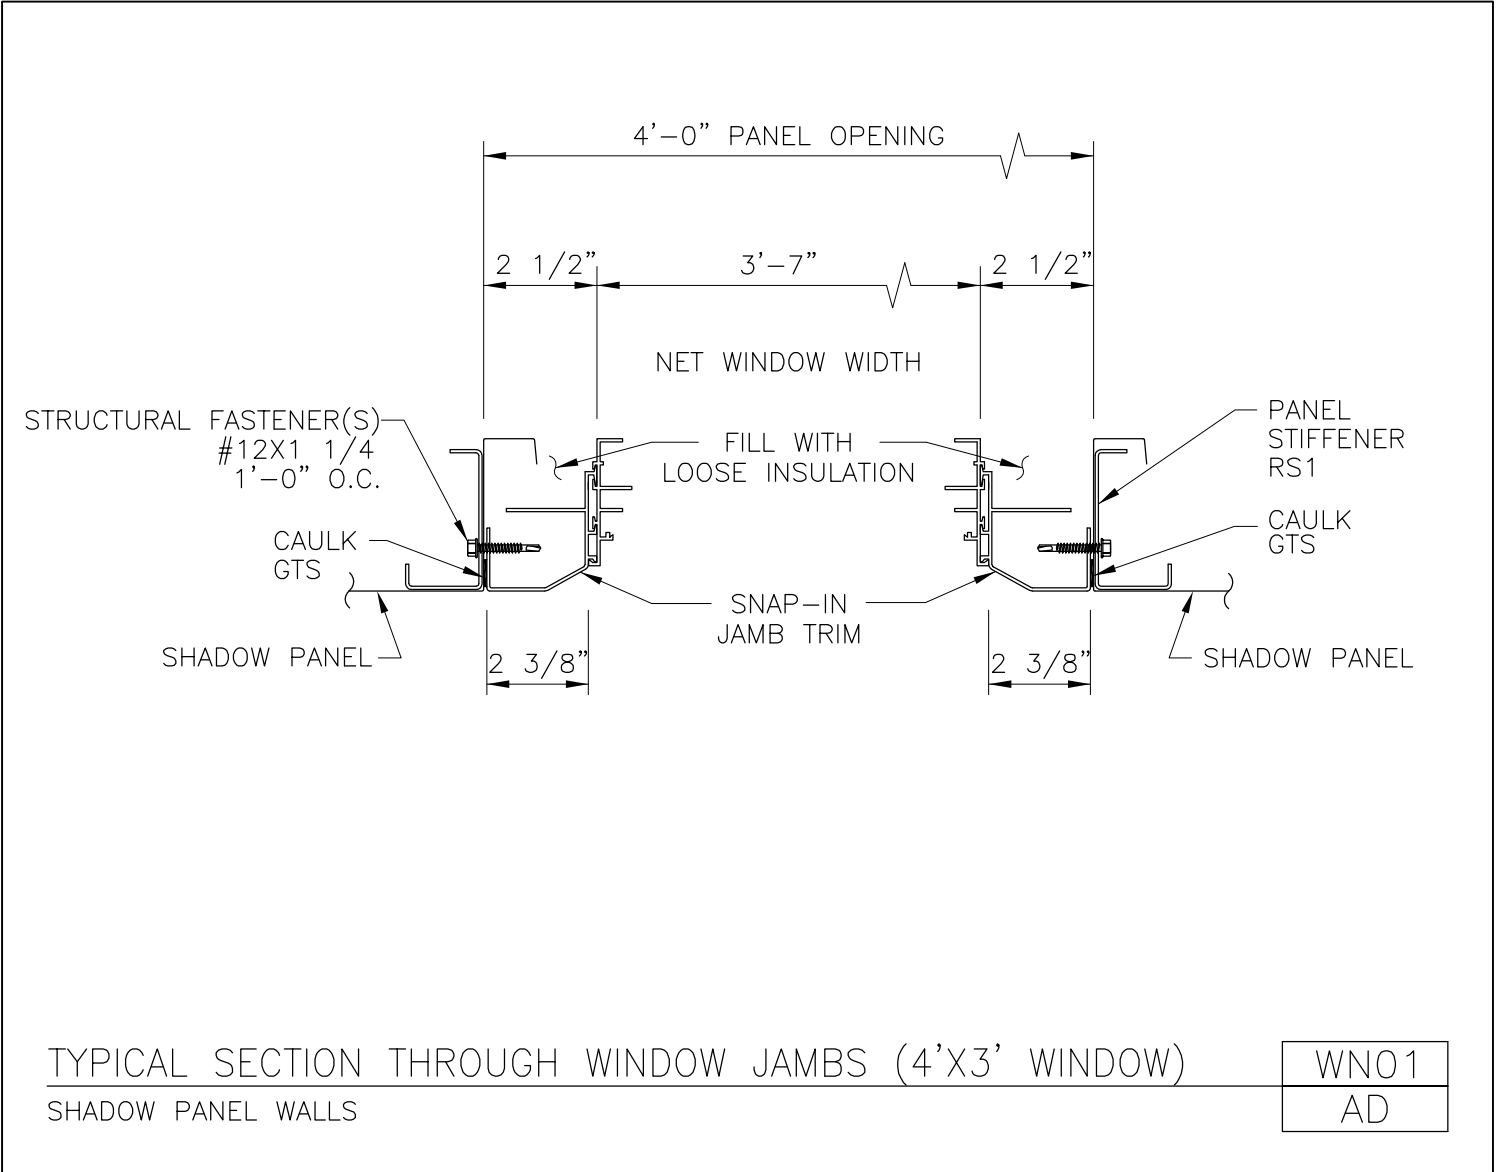 4’-0” PANEL OPENING
2 1/2”
3’-7”
2 1/2”
NET WINDOW WIDTH
STRUCTURAL FASTENER(S)
#12X1 1/4
1’-0” O.C.
FILL WITH
LOOSE INSULATION
PANEL
STIFFENER
RS1
CAULK
GTS
CAULK
GTS
SNAP-IN
JAMB TRIM
SHADOW PANEL
2 3/8”
2 3/8”
SHADOW PANEL
TYPICAL SECTION THROUGH WINDOW JAMBS (4’X3’ WINDOW)
SHADOW PANEL WALLS
WN01
AD